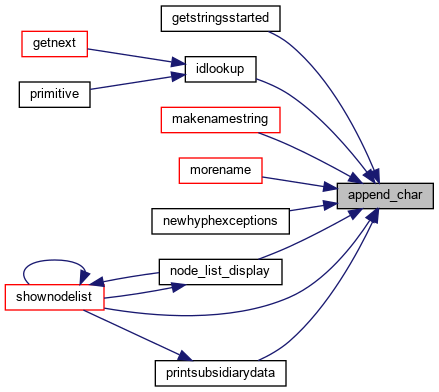 getstringsstarted
getnext
idlookup
primitive
makenamestring
morename
append_char
newhyphexceptions
node_list_display
shownodelist
printsubsidiarydata